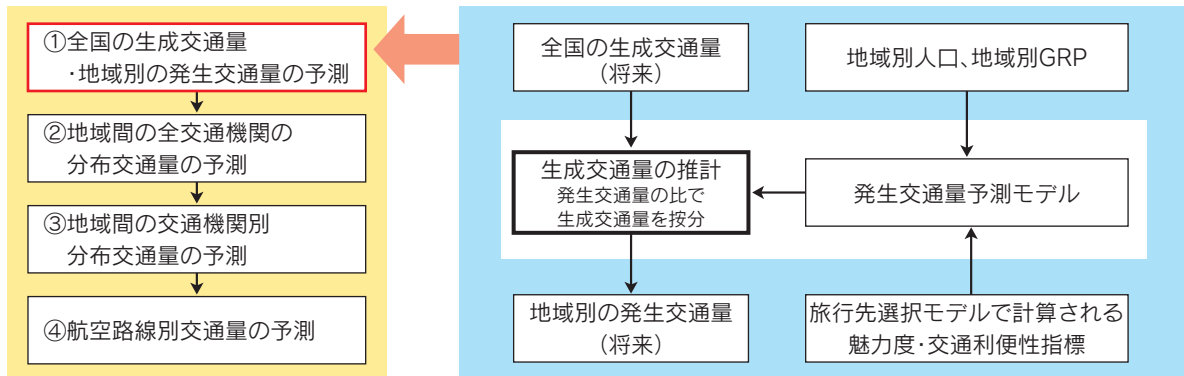 ①全国の生成交通量
・地域別の発生交通量の予測
②地域間の全交通機関の
分布交通量の予測
③地域間の交通機関別
分布交通量の予測
④航空路線別交通量の予測
全国の生成交通量
(将来)
地域別人口、地域別GRP
生成交通量の推計
発生交通量の比で
生成交通量を按分
発生交通量予測モデル
地域別の発生交通量
(将来)
旅行先選択モデルで計算される
魅力度・交通利便性指標